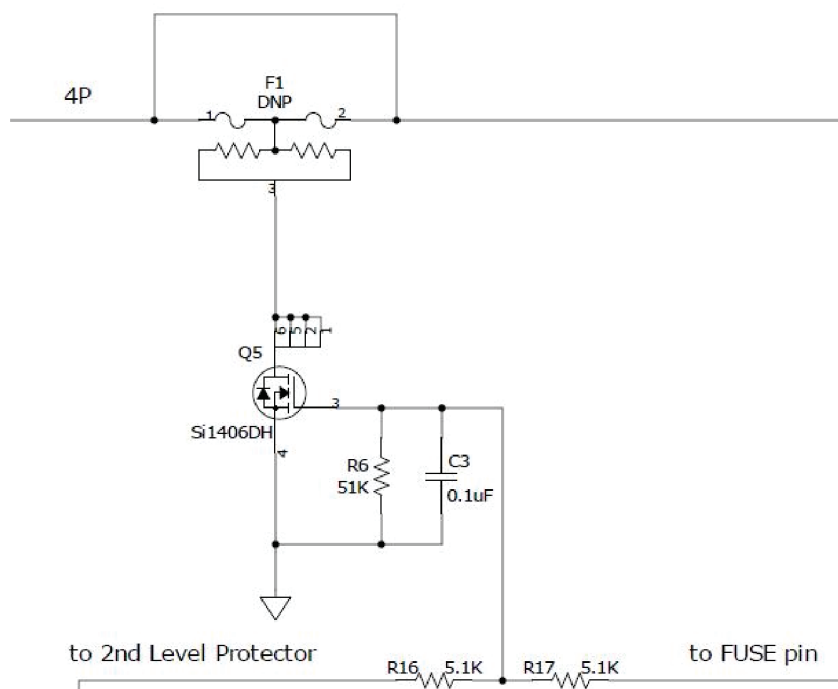 F1
4P
DNP
1
2
3
6 5 2 1
Q5
3
Si1406DH
4
R6
C3
51K
0.1uF
to 2nd Level Protector
to FUSE pin
R16 5.1K
R17 5.1K